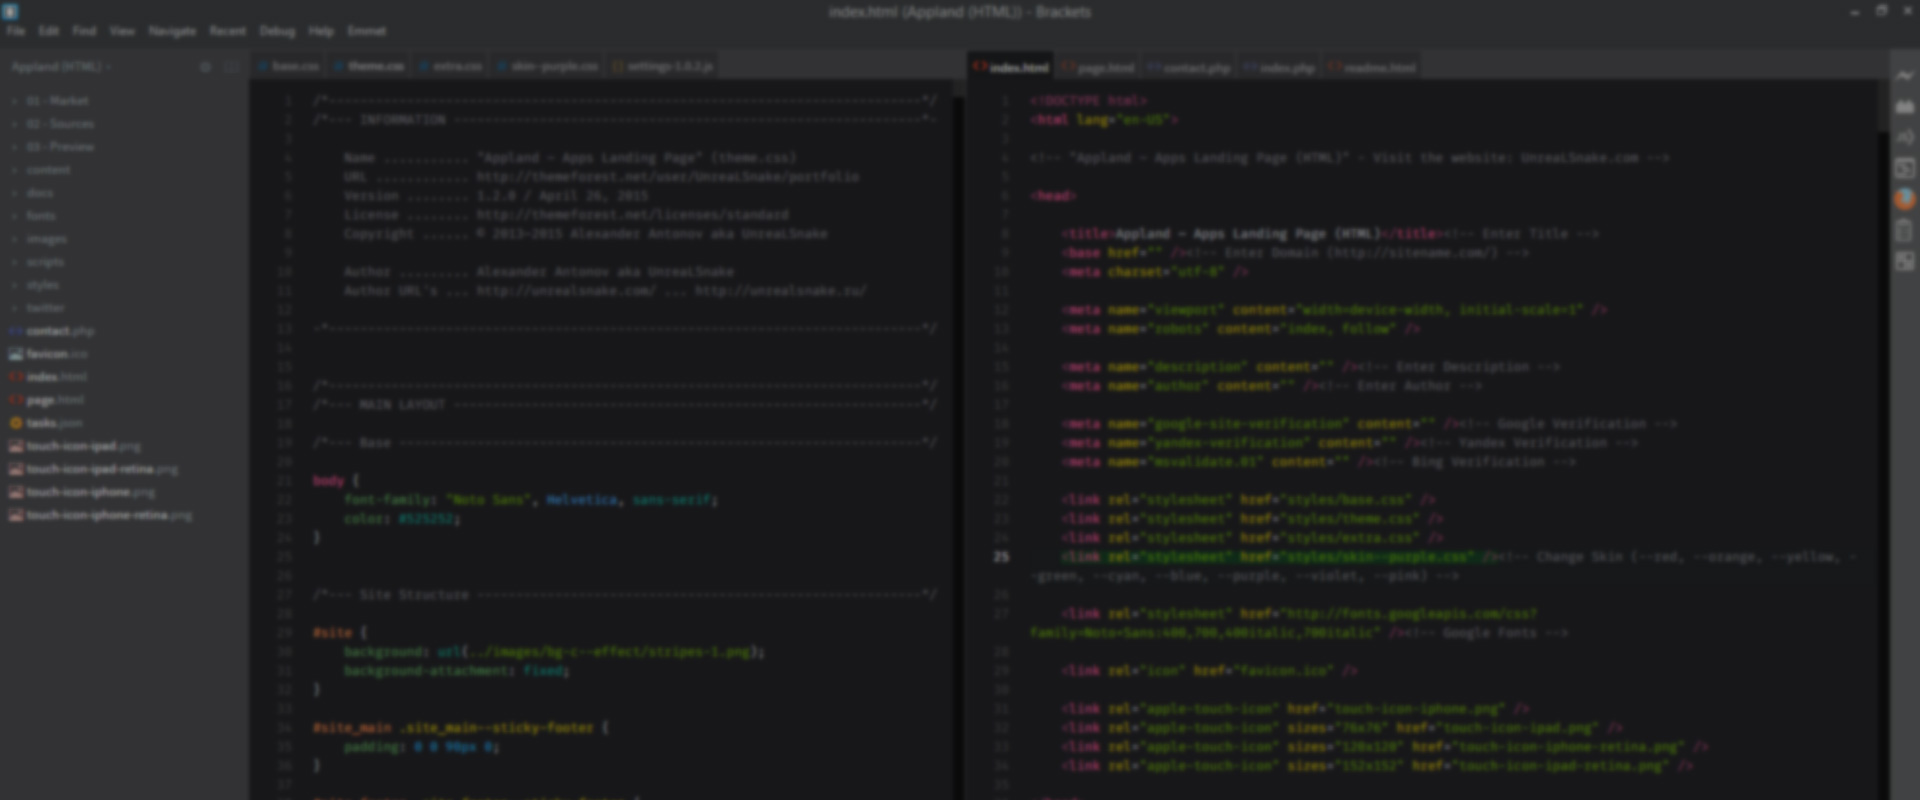 index.html (Appland (HTML)) - Brackets
File Edit Find View Navigate Recent Debug Help Emmet
Appland (HTML)
base.css theme.css extra.css skin--purple.css settings-1.0.2.js
index.html page.html contact.php index.php readme.html
01 - Market
02 - Sources
03 - Preview
content
docs
fonts
images
scripts
styles
twitter
contact.php
favicon.ico
index.html
page.html
tasks.json
touch-icon-ipad.png
touch-icon-ipad-retina.png
touch-icon-iphone.png
touch-icon-iphone-retina.png
/*--- INFORMATION
Name ........... "Appland – Apps Landing Page" (theme.css)
URL ............ http://themeforest.net/user/UnreaLSnake/portfolio
Version ........ 1.2.0 / April 26, 2015
License ........ http://themeforest.net/licenses/standard
Copyright ...... © 2013–2015 Alexander Antonov aka UnreaLSnake
Author ......... Alexander Antonov aka UnreaLSnake
Author URL's ... http://unrealsnake.com/ ... http://unrealsnake.ru/
/*--- MAIN LAYOUT
/*--- Base
body {
font-family: "Noto Sans", Helvetica, sans-serif;
color: #525252;
}
/*--- Site Structure
#site {
background: url(../images/bg-c--effect/stripes-1.png);
background-attachment: fixed;
}
#site_main .site_main--sticky-footer {
padding: 0 0 90px 0;
}
<!DOCTYPE html>
<html lang="en-US">
<!-- "Appland – Apps Landing Page (HTML)" - Visit the website: UnreaLSnake.com -->
<head>
<title>Appland – Apps Landing Page (HTML)</title><!-- Enter Title -->
<base href="" /><!-- Enter Domain (http://sitename.com/) -->
<meta charset="utf-8" />
<meta name="viewport" content="width=device-width, initial-scale=1" />
<meta name="robots" content="index, follow" />
<meta name="description" content="" /><!-- Enter Description -->
<meta name="author" content="" /><!-- Enter Author -->
<meta name="google-site-verification" content="" /><!-- Google Verification -->
<meta name="yandex-verification" content="" /><!-- Yandex Verification -->
<meta name="msvalidate.01" content="" /><!-- Bing Verification -->
<link rel="stylesheet" href="styles/base.css" />
<link rel="stylesheet" href="styles/theme.css" />
<link rel="stylesheet" href="styles/extra.css" />
<link rel="stylesheet" href="styles/skin--purple.css" /><!-- Change Skin (--red, --orange, --yellow, -
-green, --cyan, --blue, --purple, --violet, --pink) -->
<link rel="stylesheet" href="http://fonts.googleapis.com/css?
family=Noto+Sans:400,700,400italic,700italic" /><!-- Google Fonts -->
<link rel="icon" href="favicon.ico" />
<link rel="apple-touch-icon" href="touch-icon-iphone.png" />
<link rel="apple-touch-icon" sizes="76x76" href="touch-icon-ipad.png" />
<link rel="apple-touch-icon" sizes="120x120" href="touch-icon-iphone-retina.png" />
<link rel="apple-touch-icon" sizes="152x152" href="touch-icon-ipad-retina.png" />